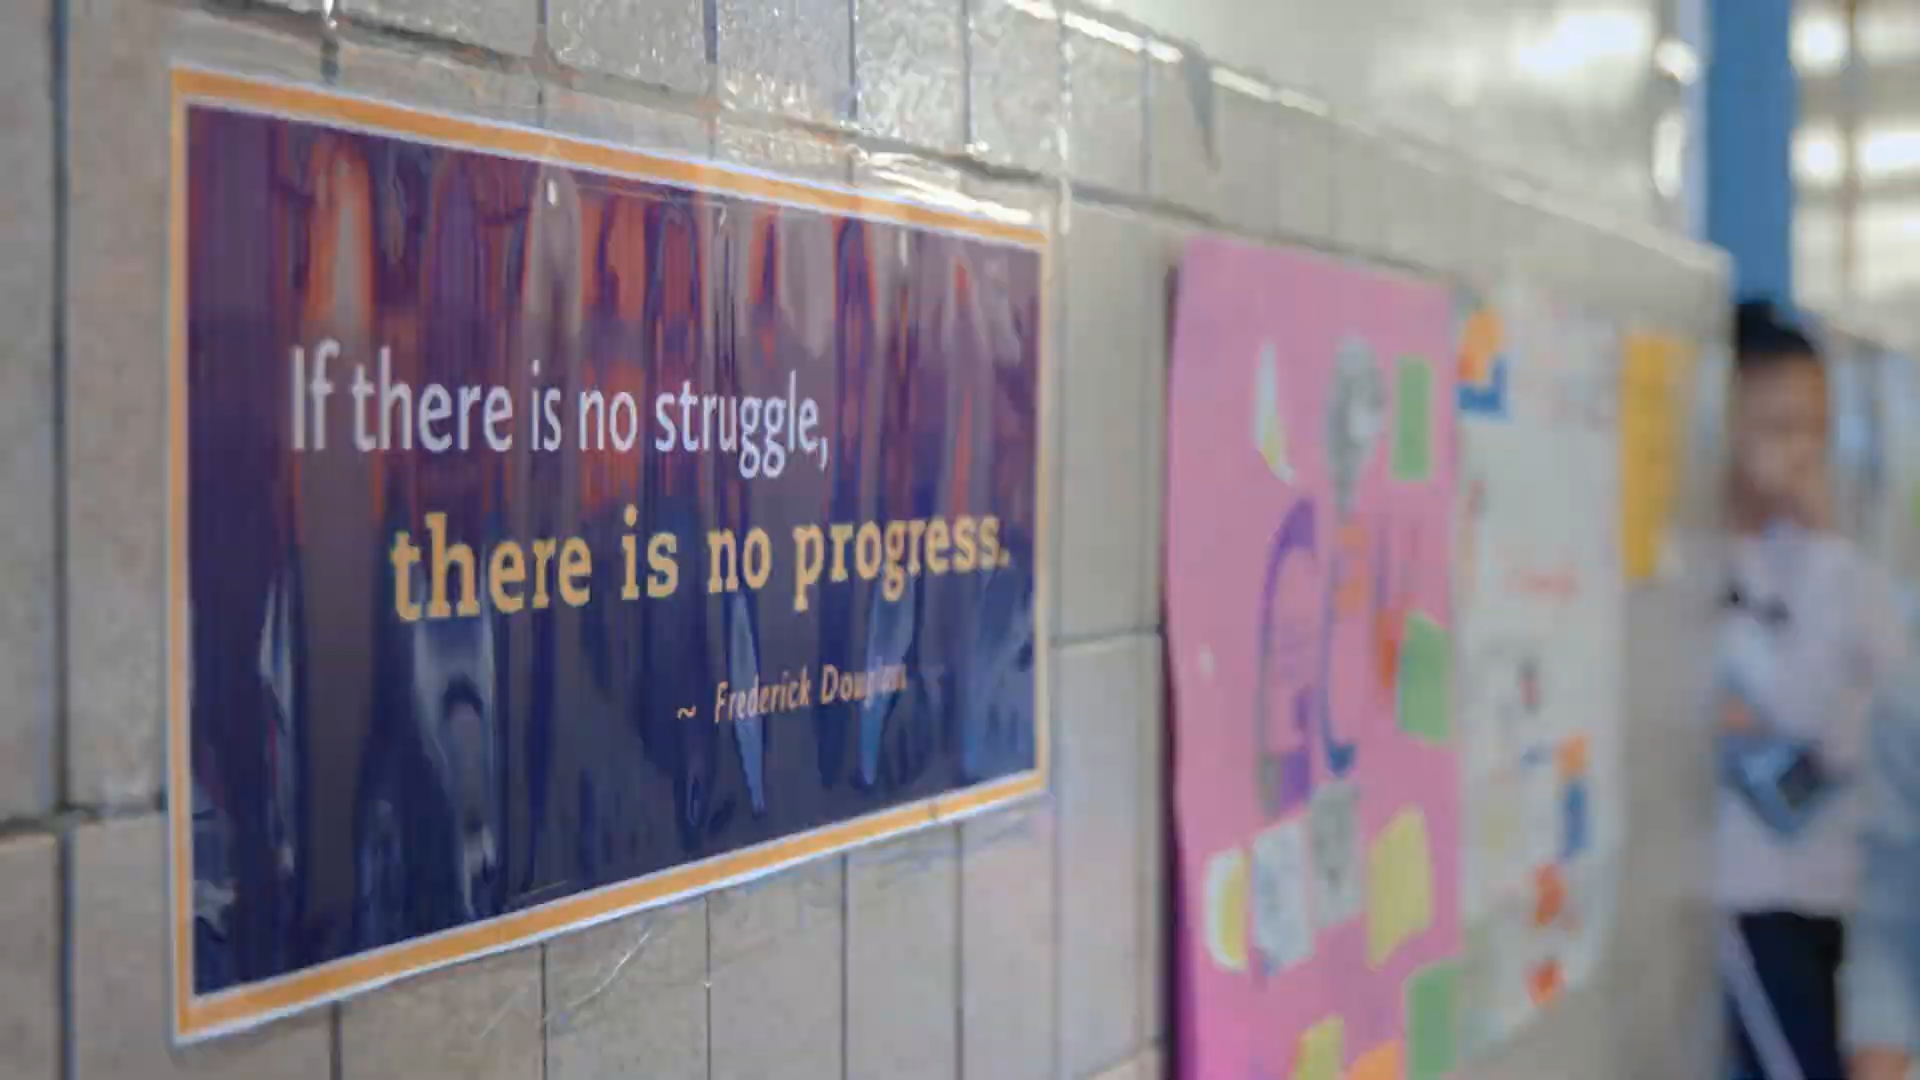 If there is no struggle,
there is no progress.
~ Frederick Douglass